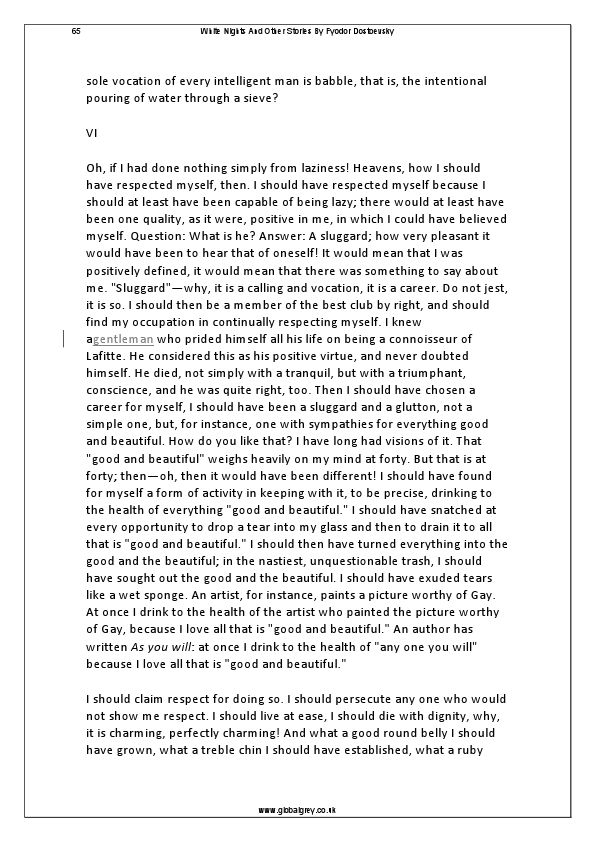 65 White Nights And Other Stories By Fyodor Dostoevsky
sole vocation of every intelligent man is babble, that is, the intentional
pouring of water through a sieve?
VI
Oh, if I had done nothing simply from laziness! Heavens, how I should
have respected myself, then. I should have respected myself because I
should at least have been capable of being lazy; there would at least have
been one quality, as it were, positive in me, in which I could have believed
myself. Question: What is he? Answer: A sluggard; how very pleasant it
would have been to hear that of oneself! It would mean that I was
positively defined, it would mean that there was something to say about
me. "Sluggard"—why, it is a calling and vocation, it is a career. Do not jest,
it is so. I should then be a member of the best club by right, and should
find my occupation in continually respecting myself. I knew
agentleman who prided himself all his life on being a connoisseur of
Lafitte. He considered this as his positive virtue, and never doubted
himself. He died, not simply with a tranquil, but with a triumphant,
conscience, and he was quite right, too. Then I should have chosen a
career for myself, I should have been a sluggard and a glutton, not a
simple one, but, for instance, one with sympathies for everything good
and beautiful. How do you like that? I have long had visions of it. That
"good and beautiful" weighs heavily on my mind at forty. But that is at
forty; then—oh, then it would have been different! I should have found
for myself a form of activity in keeping with it, to be precise, drinking to
the health of everything "good and beautiful." I should have snatched at
every opportunity to drop a tear into my glass and then to drain it to all
that is "good and beautiful." I should then have turned everything into the
good and the beautiful; in the nastiest, unquestionable trash, I should
have sought out the good and the beautiful. I should have exuded tears
like a wet sponge. An artist, for instance, paints a picture worthy of Gay.
At once I drink to the health of the artist who painted the picture worthy
of Gay, because I love all that is "good and beautiful." An author has
written As you will: at once I drink to the health of "any one you will"
because I love all that is "good and beautiful."
I should claim respect for doing so. I should persecute any one who would
not show me respect. I should live at ease, I should die with dignity, why,
it is charming, perfectly charming! And what a good round belly I should
have grown, what a treble chin I should have established, what a ruby
www.globalgrey.co.uk